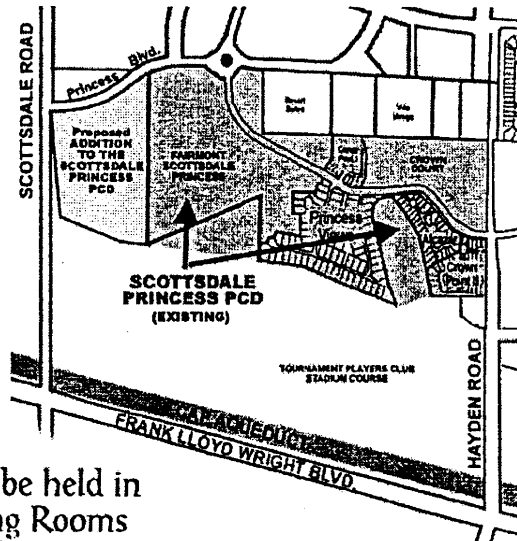 SCOTTSDALE ROAD
Princess Blvd.
Proposed
ADDITION
TO THE
SCOTTSDALE
PRINCESS
PCD
FAIRMONT
SCOTTSDALE
PRINCESS
CROWN
COURT
Princess
Crown
SCOTTSDALE
PRINCESS PCD
(EXISTING)
TOURNAMENT PLAYERS CLUB
STADIUM COURSE
HAYDEN ROAD
CAP AQUEDUCT
FRANK LLOYD WRIGHT BLVD.
be held in
ng Rooms